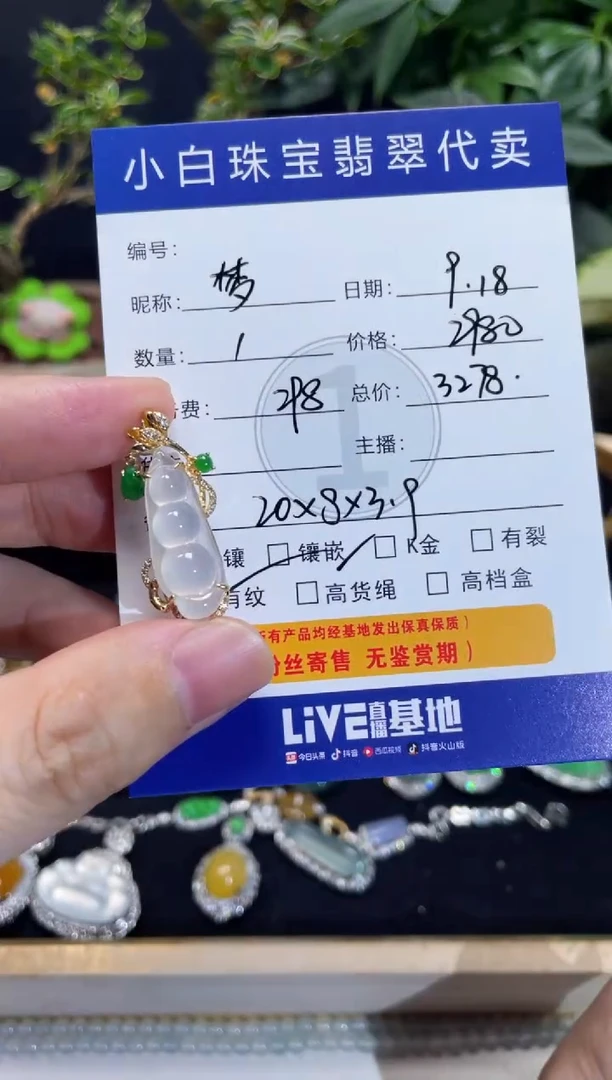 小白珠宝翡翠代卖
编号:
昵称: 梦 日期: 9.18
数量: 1 价格: 2980
费: 298 总价: 3278.
主播:
20×8×3.9
镶 □镶嵌 □K金 □有裂
有纹 □高货绳 □高档盒
有产品均经基地发出保真保质)
粉丝寄售 无鉴赏期)
LiVE直播基地
今日头条 抖音 西瓜视频 抖音火山版